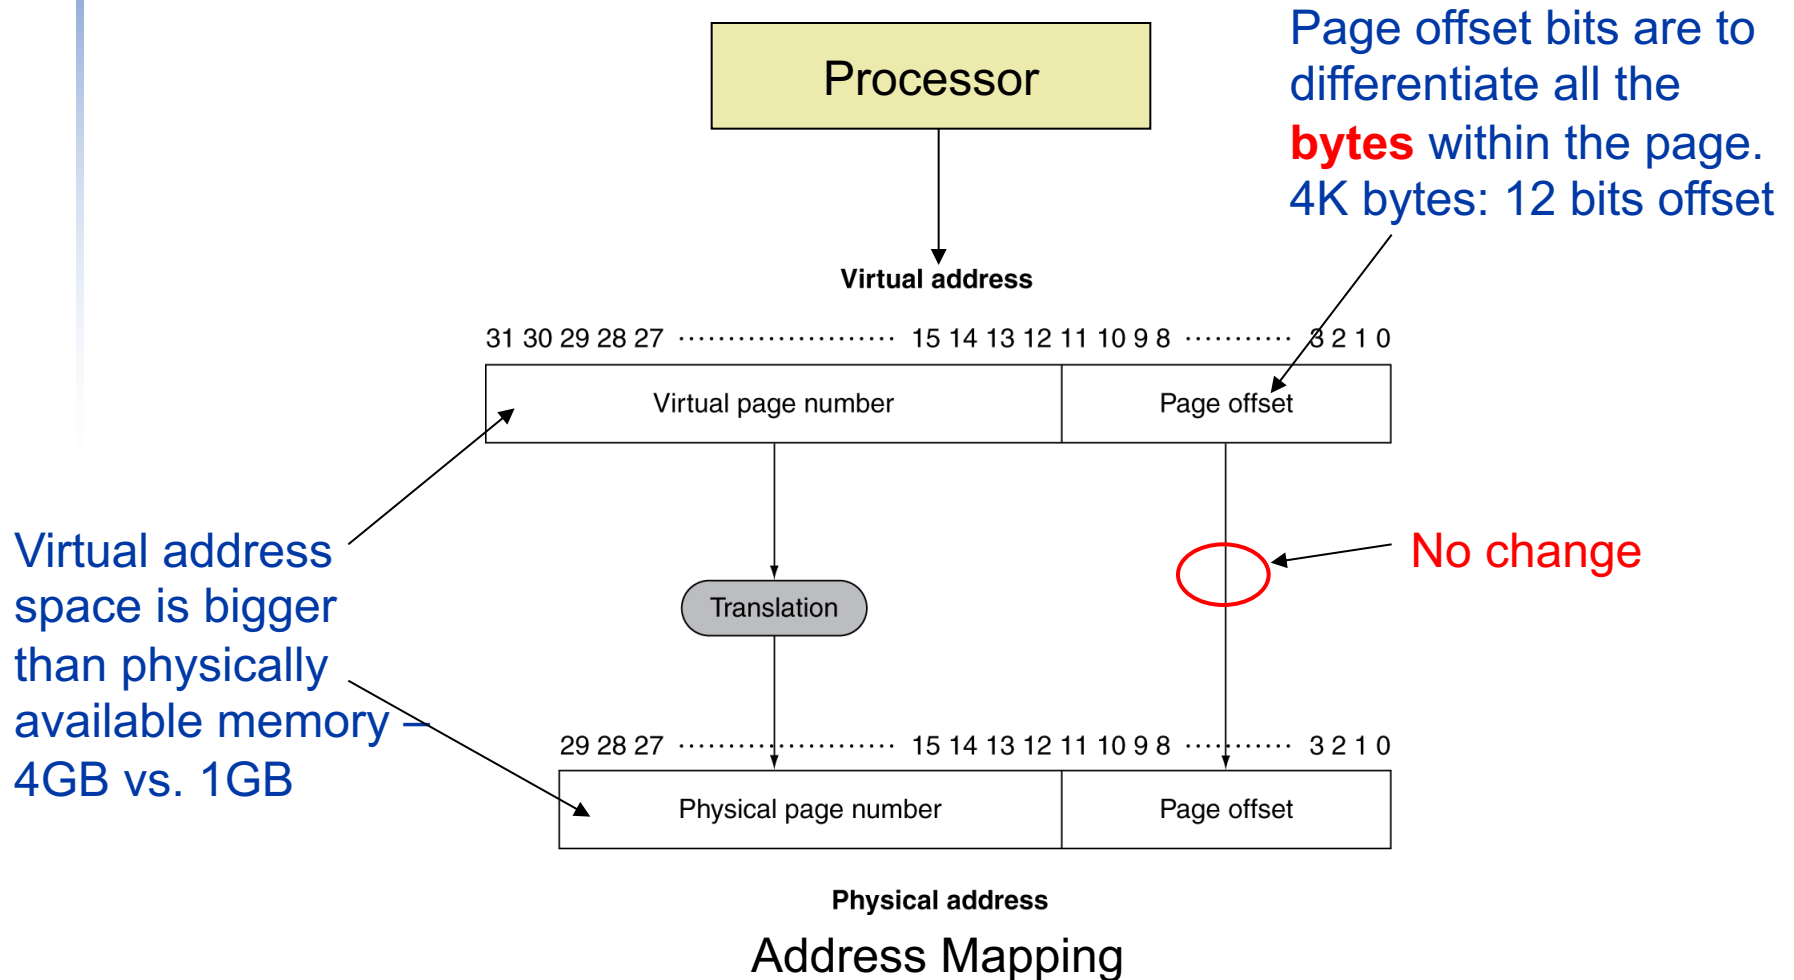 Processor
Page offset bits are to
differentiate all the
bytes within the page.
4K bytes: 12 bits offset
Virtual address
31 30 29 28 27 ······················ 15 14 13 12 11 10 9 8 ··········· 3 2 1 0
Virtual page number
Page offset
Virtual address
space is bigger
than physically
available memory –
4GB vs. 1GB
Translation
No change
29 28 27 ······················ 15 14 13 12 11 10 9 8 ··········· 3 2 1 0
Physical page number
Page offset
Physical address
Address Mapping